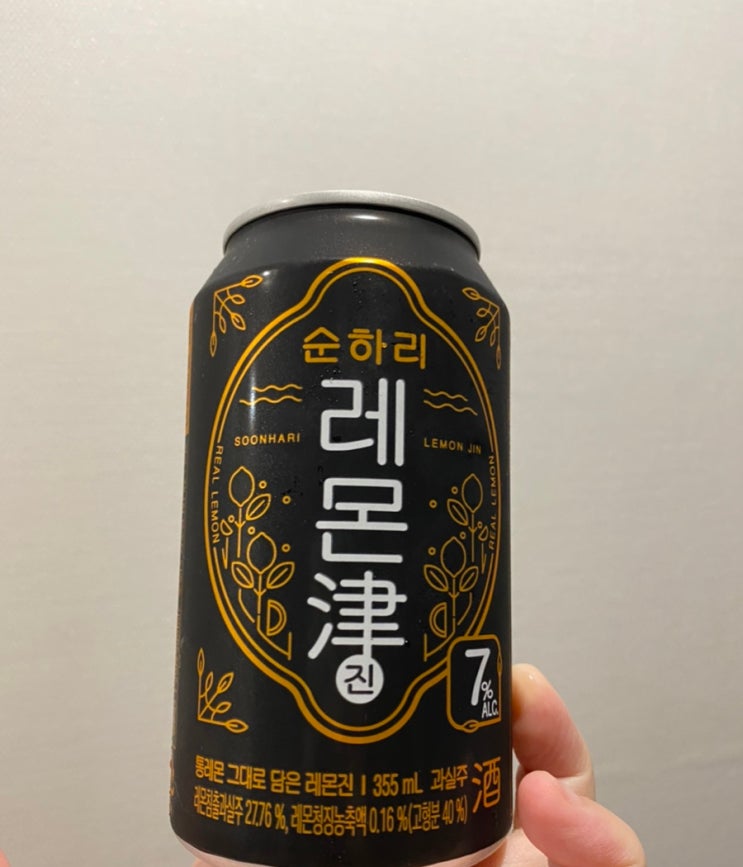 순하리
레몬津
진
SOONHARI
LEMON JIN
REAL LEMON
REAL LEMON
7%
ALC.
통레몬 그대로 담은 레몬진 | 355 mL 과실주 酒
레몬침출과실주 27.76 %, 레몬청징농축액 0.16 %(고형분 40 %)